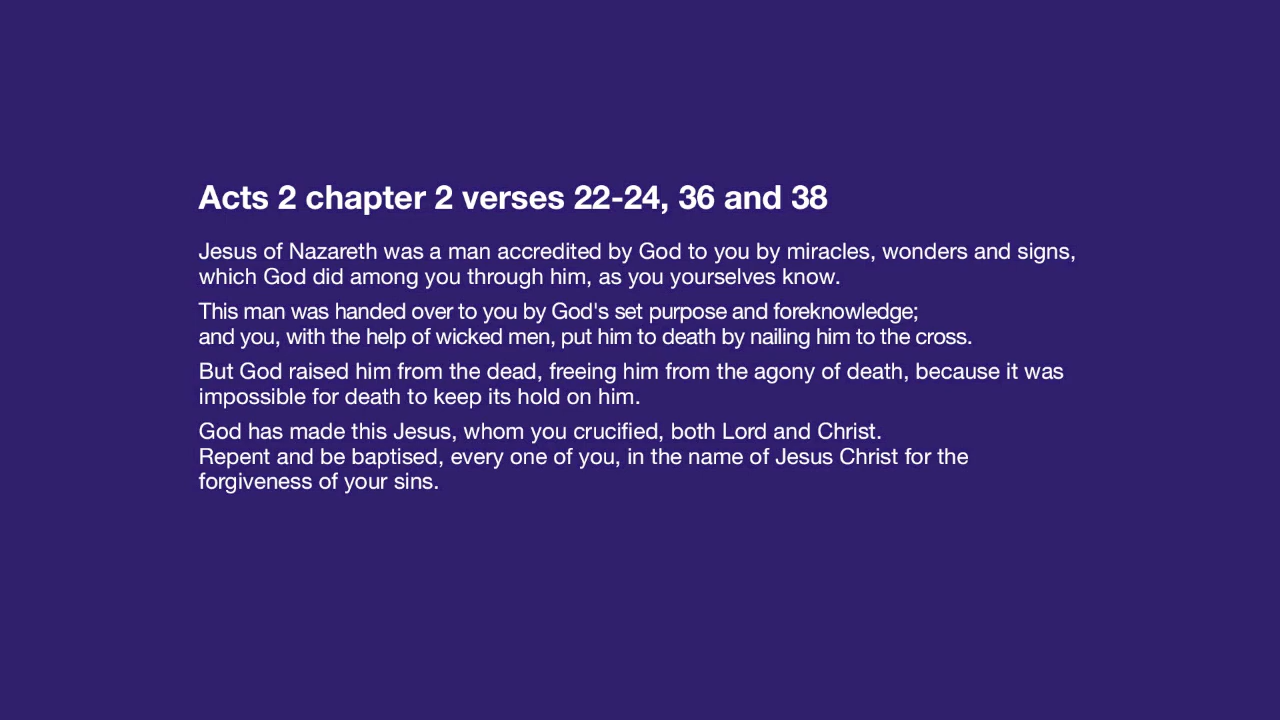 Acts 2 chapter 2 verses 22-24, 36 and 38
Jesus of Nazareth was a man accredited by God to you by miracles, wonders and signs,
which God did among you through him, as you yourselves know.
This man was handed over to you by God's set purpose and foreknowledge;
and you, with the help of wicked men, put him to death by nailing him to the cross.
But God raised him from the dead, freeing him from the agony of death, because it was
impossible for death to keep its hold on him.
God has made this Jesus, whom you crucified, both Lord and Christ.
Repent and be baptised, every one of you, in the name of Jesus Christ for the
forgiveness of your sins.